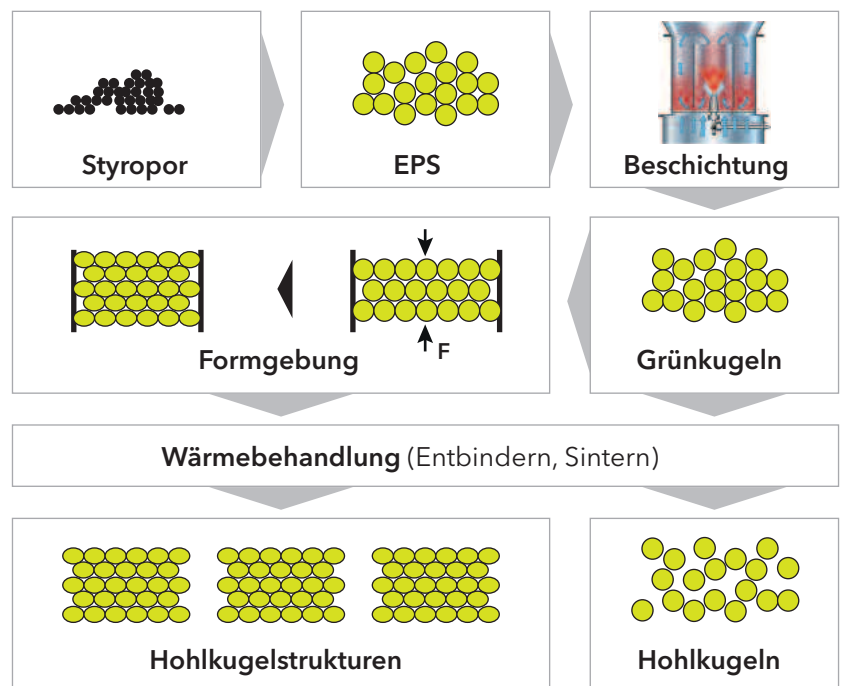 Styropor
EPS
Beschichtung
F
Formgebung
Grünkugeln
Wärmebehandlung (Entbindern, Sintern)
Hohlkugelstrukturen
Hohlkugeln